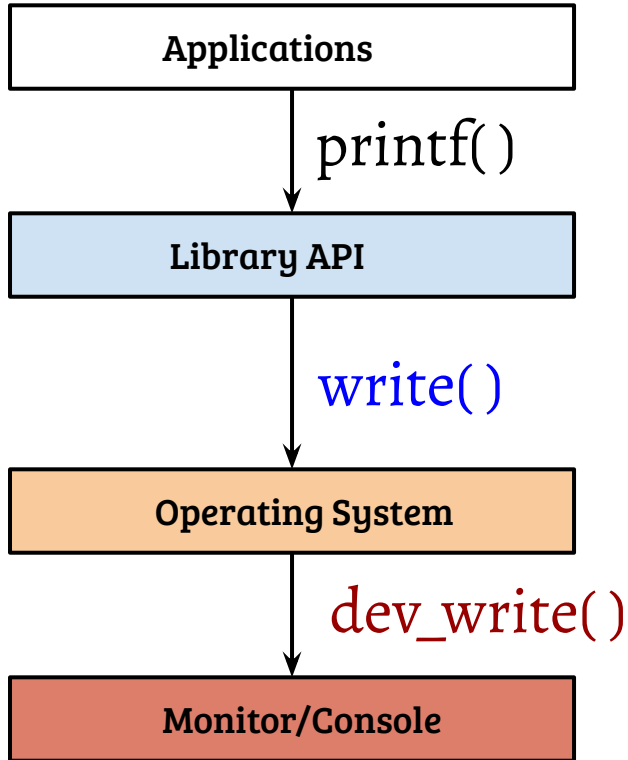 Applications
printf( )
Library API
write( )
Operating System
dev_write( )
Monitor/Console